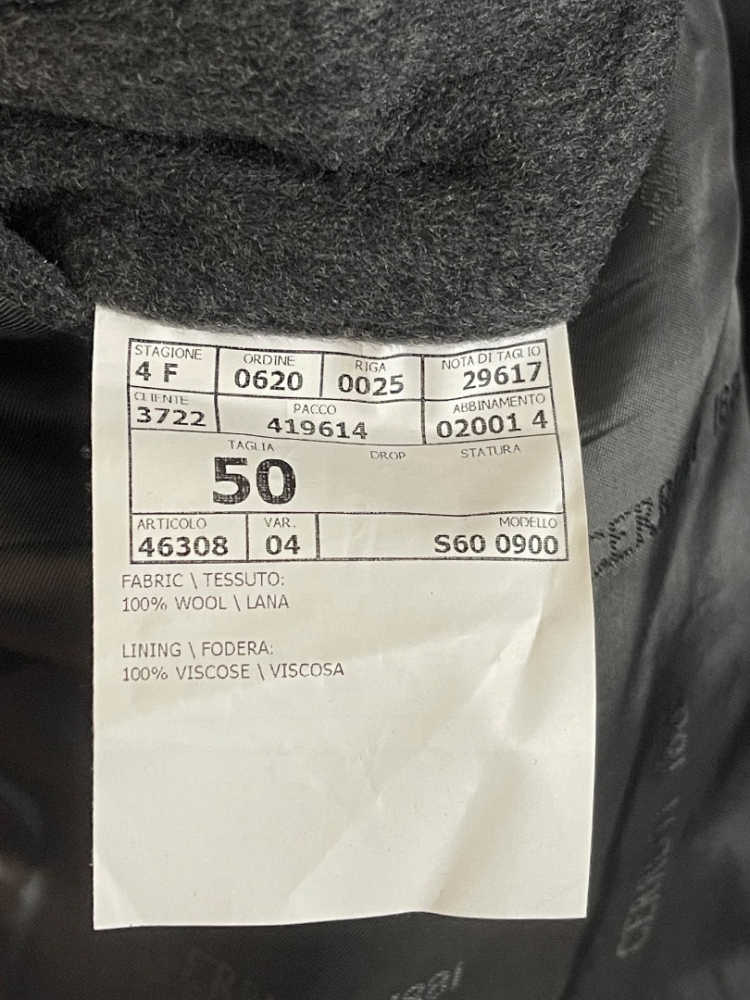 STAGIONE ORDINE RIGA NOTA DI TAGLIO
4 F 0620 0025 29617
CLIENTE PACCO ABBINAMENTO
3722 419614 02001 4
TAGLIA DROP STATURA
50
ARTICOLO VAR. MODELLO
46308 04 S60 0900
FABRIC \ TESSUTO:
100% WOOL \ LANA
LINING \ FODERA:
100% VISCOSE \ VISCOSA